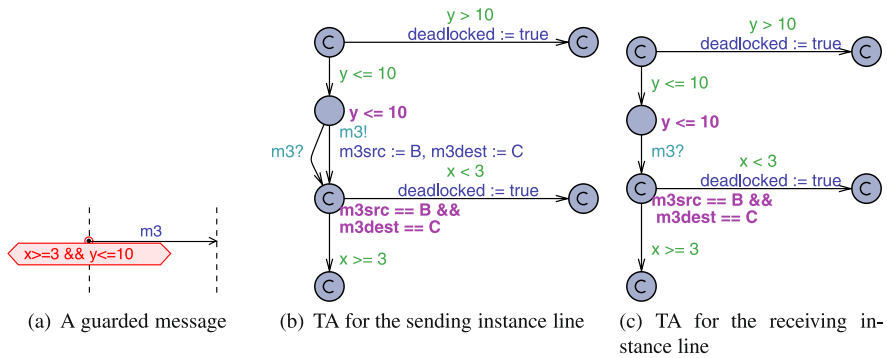 m3
x>=3 && y<=10
(a) A guarded message
y > 10
deadlocked := true
C
C
y <= 10
y <= 10
m3?
m3!
m3src := B, m3dest := C
x < 3
deadlocked := true
C
C
m3src == B &&
m3dest == C
x >= 3
C
(b) TA for the sending instance line
y > 10
deadlocked := true
C
C
y <= 10
y <= 10
m3?
x < 3
deadlocked := true
C
C
m3src == B &&
m3dest == C
x >= 3
C
(c) TA for the receiving in-
stance line